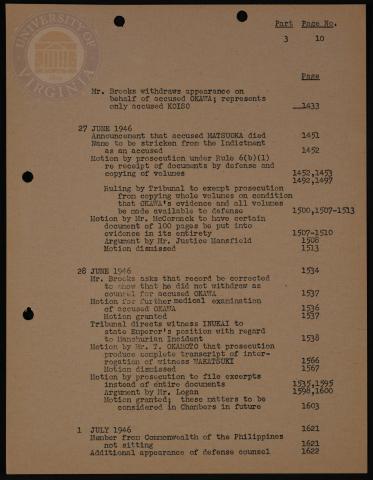 UNIVERSITY OF VIRGINIA
Part Page No.
3 10
Page
Mr. Brooks withdraws appearance on
behalf of accused OKAWA; represents
only accused KOISO 1433
27 JUNE 1946
Announcement that accused MATSUOKA died 1451
Name to be stricken from the Indictment
as an accused 1452
Motion by prosecution under Rule 6(b)(1)
re receipt of documents by defense and
copying of volumes 1452,1453
1492,1497
Ruling by Tribunal to exempt prosecution
from copying whole volumes on condition
that OKAWA's evidence and all volumes
be made available to defense 1500,1507-1513
Motion by Mr. McCormack to have certain
document of 100 pages be put into
evidence in its entirety 1507-1510
Argument by Mr. Justice Mansfield 1508
Motion dismissed 1513
28 JUNE 1946 1534
Mr. Brooks asks that record be corrected
to show that he did not withdraw as
counsel for accused OKAWA 1537
Motion for further medical examination
of accused OKAWA 1536
Motion granted 1537
Tribunal directs witness INUKAI to
state Emperor's position with regard
to Manchurian Incident 1538
Motion by Mr. T. OKAMOTO that prosecution
produce complete transcript of inter-
rogation of witness WAKATSUKI 1566
Motion dismissed 1567
Motion by prosecution to file excerpts
instead of entire documents 1535,1595
Argument by Mr. Logan 1598,1600
Motion granted; these matters to be
considered in Chambers in future 1603
1 JULY 1946 1621
Member from Commonwealth of the Philippines
not sitting 1621
Additional appearance of defense counsel 1622